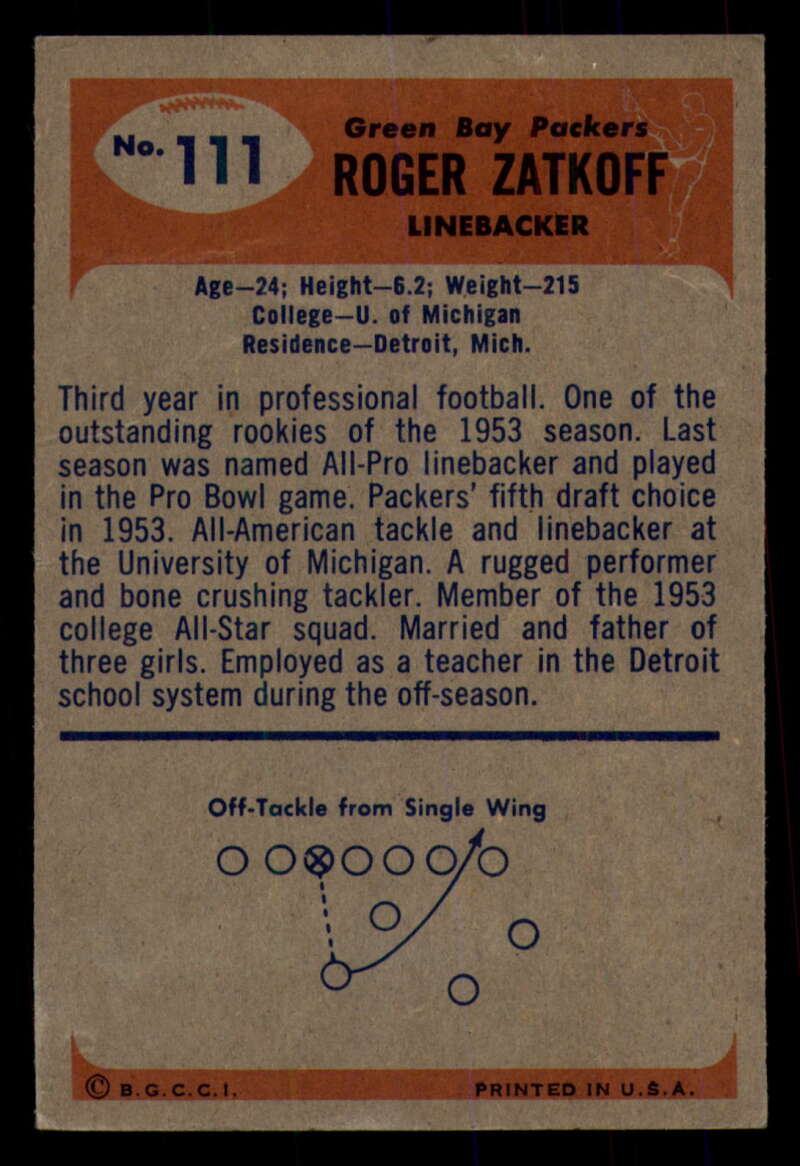 No. 111
Green Bay Packers
ROGER ZATKOFF
LINEBACKER
Age—24; Height—6.2; Weight—215
College—U. of Michigan
Residence—Detroit, Mich.
Third year in professional football. One of the
outstanding rookies of the 1953 season. Last
season was named All-Pro linebacker and played
in the Pro Bowl game. Packers' fifth draft choice
in 1953. All-American tackle and linebacker at
the University of Michigan. A rugged performer
and bone crushing tackler. Member of the 1953
college All-Star squad. Married and father of
three girls. Employed as a teacher in the Detroit
school system during the off-season.
Off-Tackle from Single Wing
© B.G.C.C.I.
PRINTED IN U.S.A.